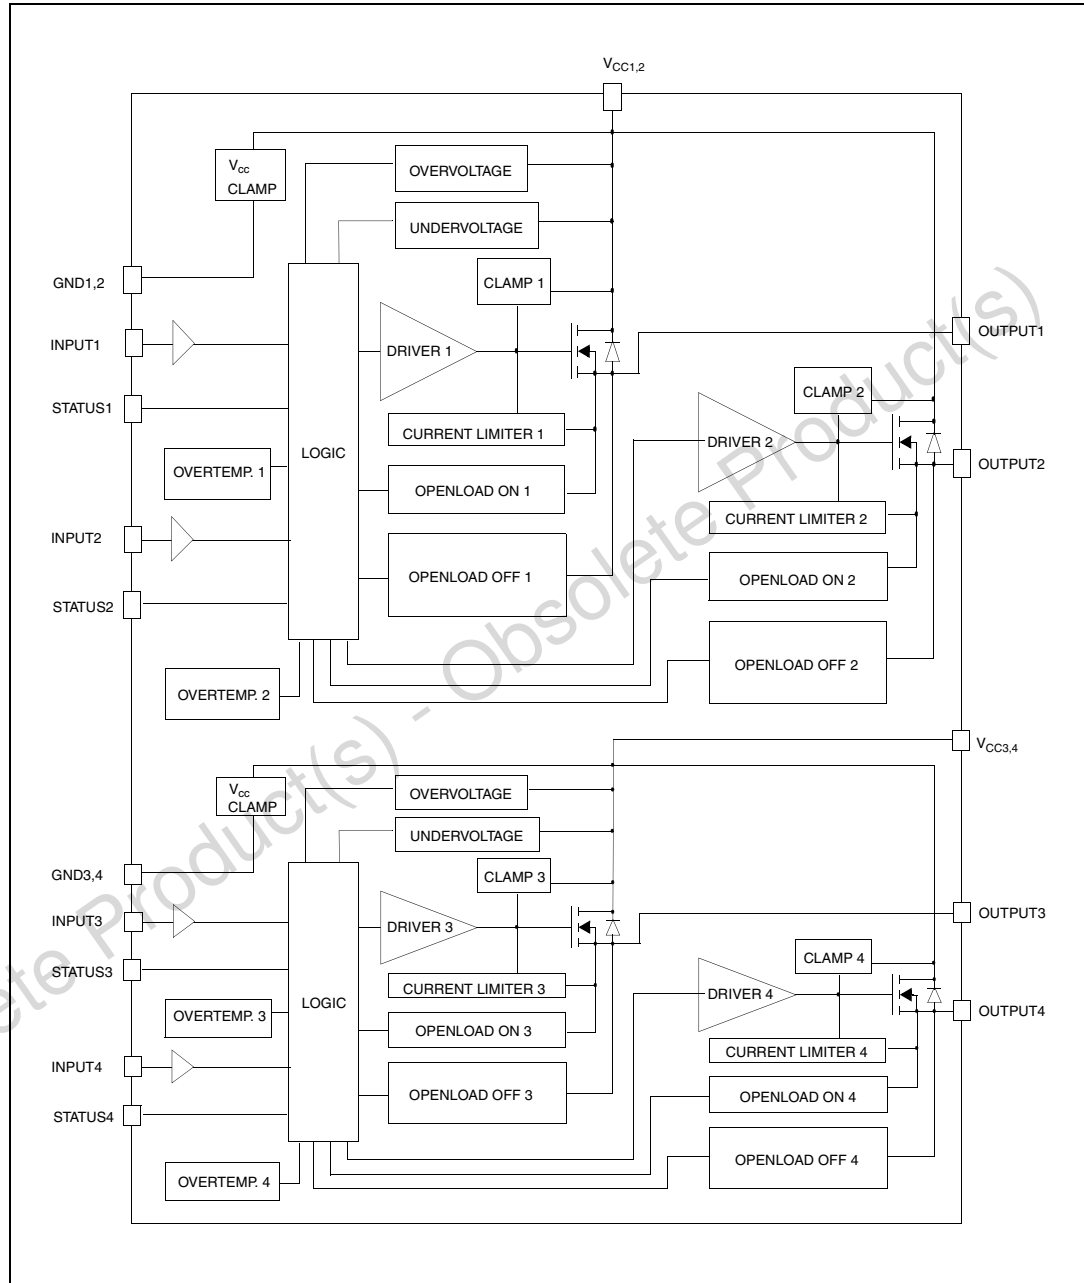 VCC1,2
Vcc
CLAMP
OVERVOLTAGE
UNDERVOLTAGE
GND1,2
CLAMP 1
INPUT1
DRIVER 1
OUTPUT1
STATUS1
CLAMP 2
CURRENT LIMITER 1
LOGIC
DRIVER 2
OUTPUT2
OVERTEMP. 1
OPENLOAD ON 1
CURRENT LIMITER 2
INPUT2
OPENLOAD OFF 1
OPENLOAD ON 2
STATUS2
OPENLOAD OFF 2
OVERTEMP. 2
VCC3,4
Vcc
CLAMP
OVERVOLTAGE
UNDERVOLTAGE
GND3,4
CLAMP 3
INPUT3
DRIVER 3
OUTPUT3
STATUS3
CLAMP 4
CURRENT LIMITER 3
LOGIC
DRIVER 4
OUTPUT4
OVERTEMP. 3
OPENLOAD ON 3
CURRENT LIMITER 4
INPUT4
OPENLOAD OFF 3
OPENLOAD ON 4
STATUS4
OPENLOAD OFF 4
OVERTEMP. 4
ete Product(s) - Obsolete Product(s)